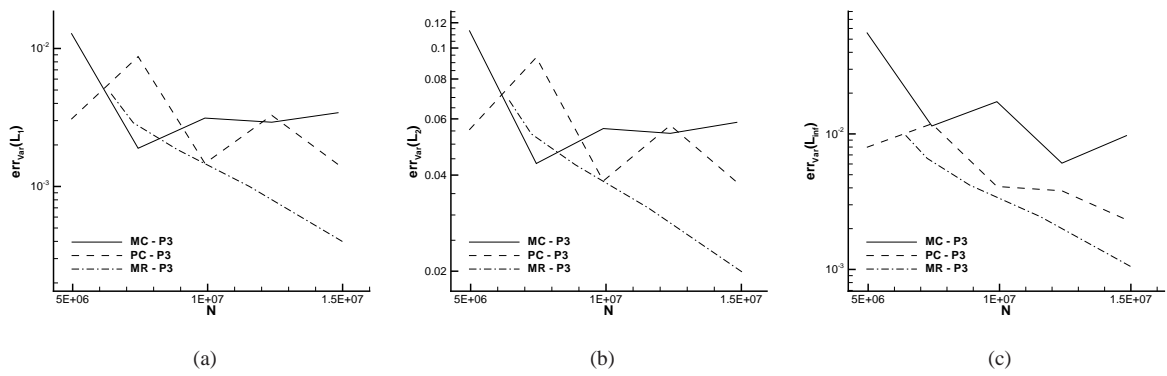 err_Var(L_1)
10^-2
10^-3
MC - P3
PC - P3
MR - P3
5E+06
1E+07
1.5E+07
N
(a)
err_Var(L_2)
0.12
0.1
0.08
0.06
0.04
0.02
MC - P3
PC - P3
MR - P3
5E+06
1E+07
1.5E+07
N
(b)
err_Var(L_inf)
10^-2
10^-3
MC - P3
PC - P3
MR - P3
5E+06
1E+07
1.5E+07
N
(c)